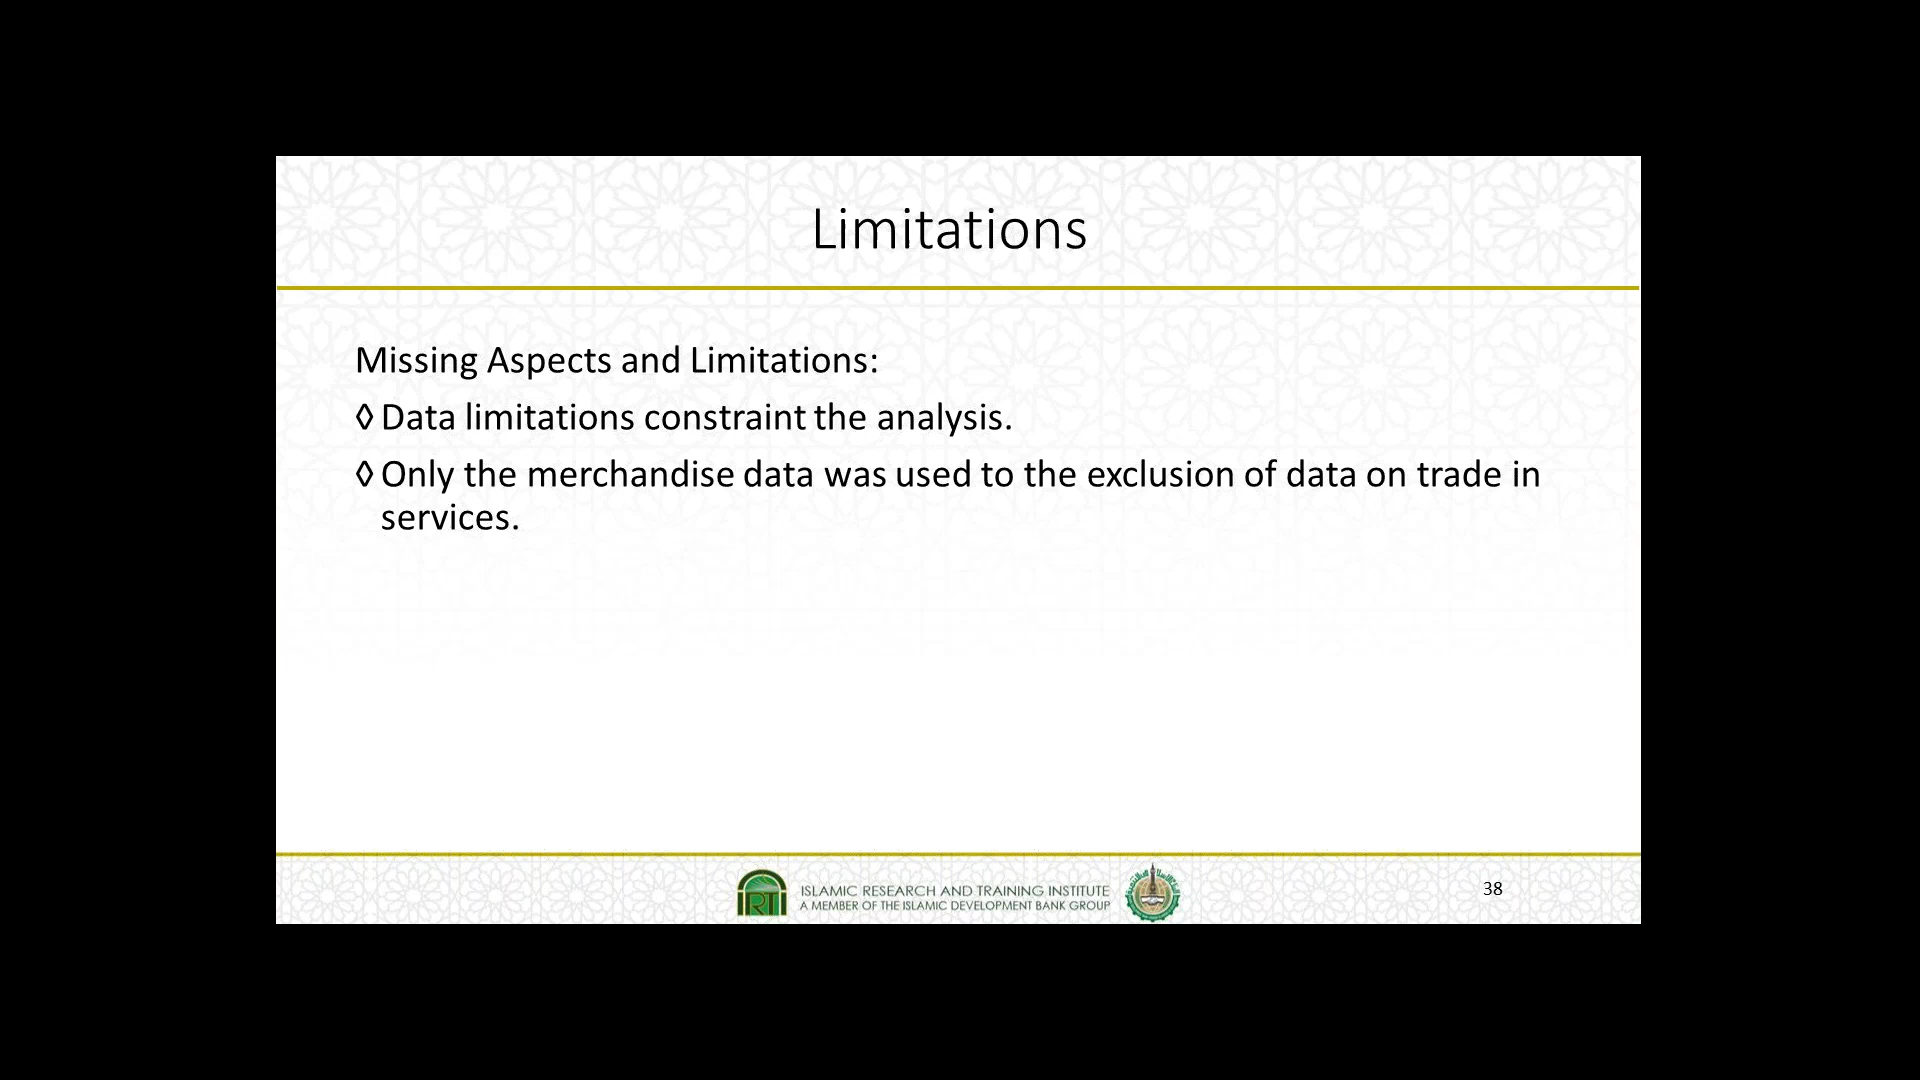 Limitations
Missing Aspects and Limitations:
◊ Data limitations constraint the analysis.
◊ Only the merchandise data was used to the exclusion of data on trade in
services.
IRTI
ISLAMIC RESEARCH AND TRAINING INSTITUTE
A MEMBER OF THE ISLAMIC DEVELOPMENT BANK GROUP
38